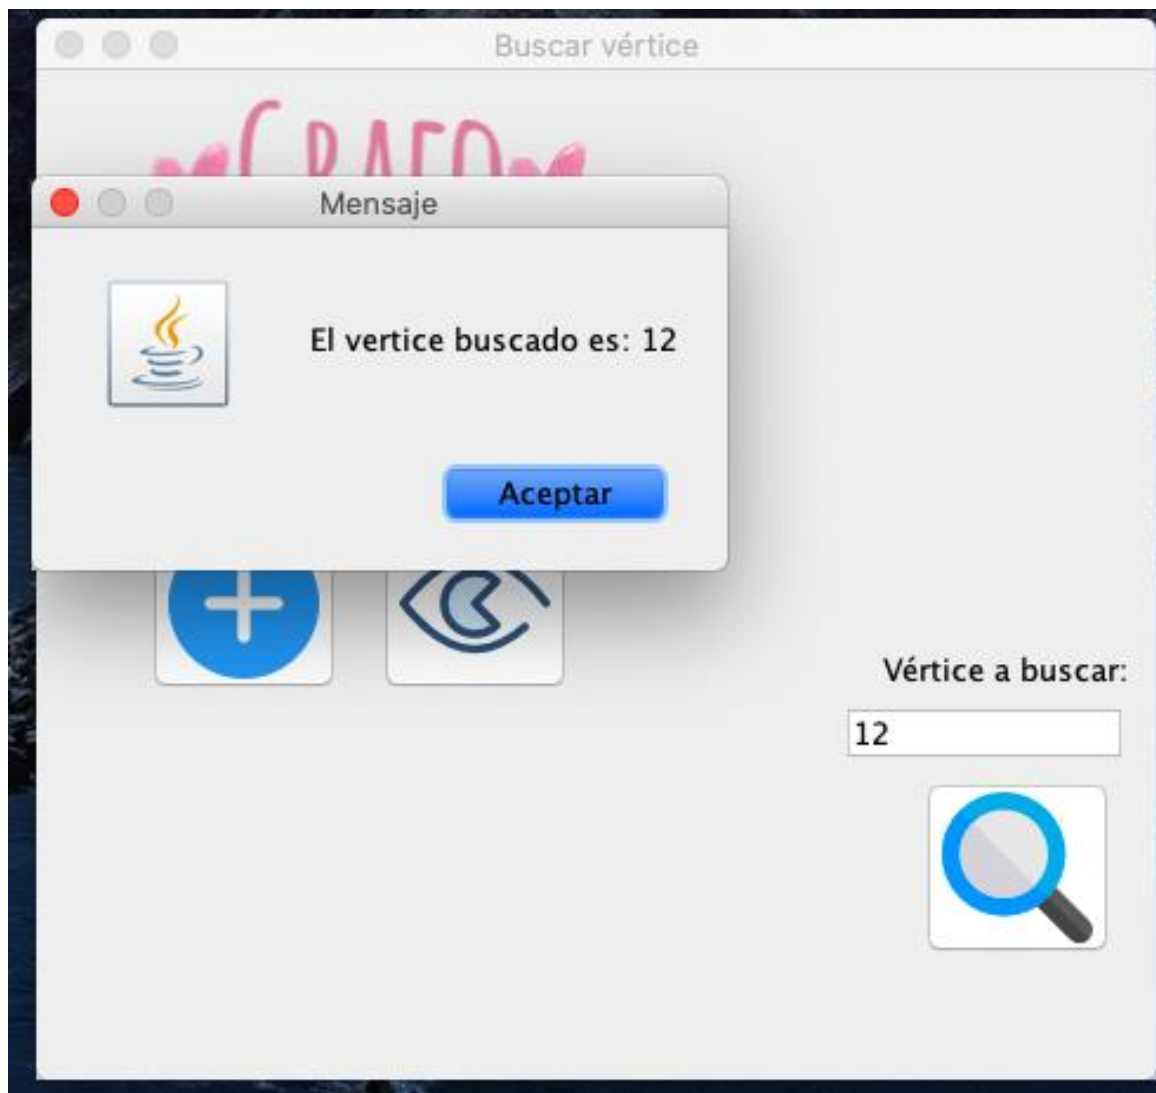 Buscar vértice
Mensaje
El vertice buscado es: 12
Aceptar
Vértice a buscar:
12